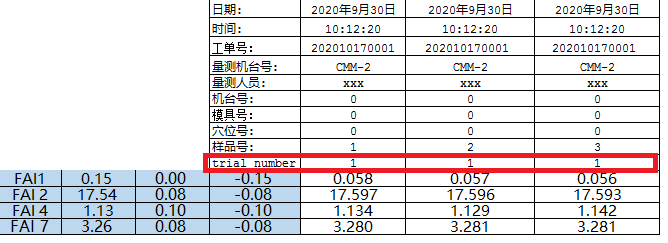 日期: 2020年9月30日 2020年9月30日 2020年9月30日
时间: 10:12:20 10:12:20 10:12:20
工单号: 202010170001 202010170001 202010170001
量测机台号: CMM-2 CMM-2 CMM-2
量测人员: xxx xxx xxx
机台号: 0 0 0
模具号: 0 0 0
穴位号: 0 0 0
样品号: 1 2 3
trial number 1 1 1
FAI1 0.15 0.00 -0.15 0.058 0.057 0.056
FAI 2 17.54 0.08 -0.08 17.597 17.596 17.593
FAI 4 1.13 0.10 -0.10 1.134 1.129 1.142
FAI 7 3.26 0.08 -0.08 3.280 3.281 3.281